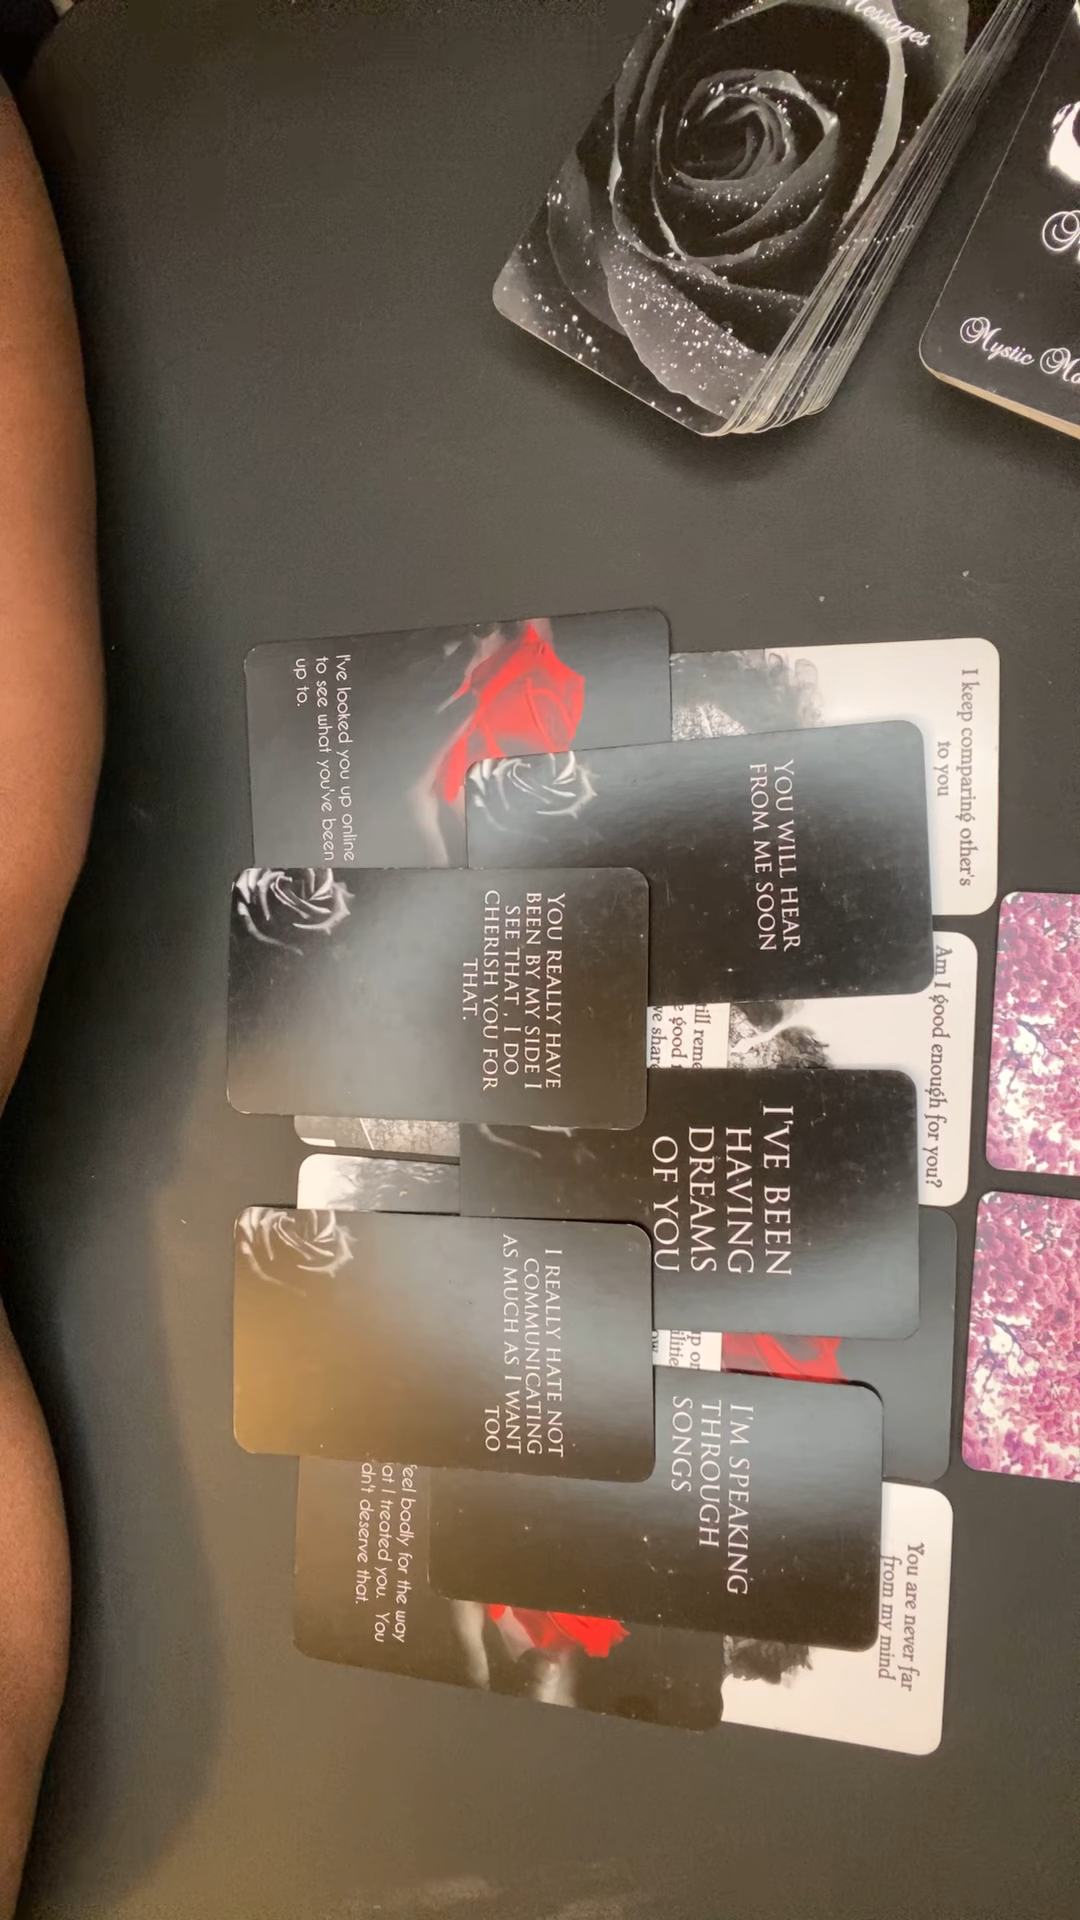 Messages
Mystic
I keep comparing other's
to you
I've looked you up online
to see what you've been
up to.
YOU WILL HEAR
FROM ME SOON
YOU REALLY HAVE
BEEN BY MY SIDE I
SEE THAT , I DO
CHERISH YOU FOR
THAT.
Am I good enough for you?
good
I'VE BEEN
HAVING
DREAMS
OF YOU
I REALLY HATE NOT
COMMUNICATING
AS MUCH AS I WANT
TOO
I'M SPEAKING
THROUGH
SONGS
You are never far
from my mind
badly for the way
I treated you. You
deserve that.